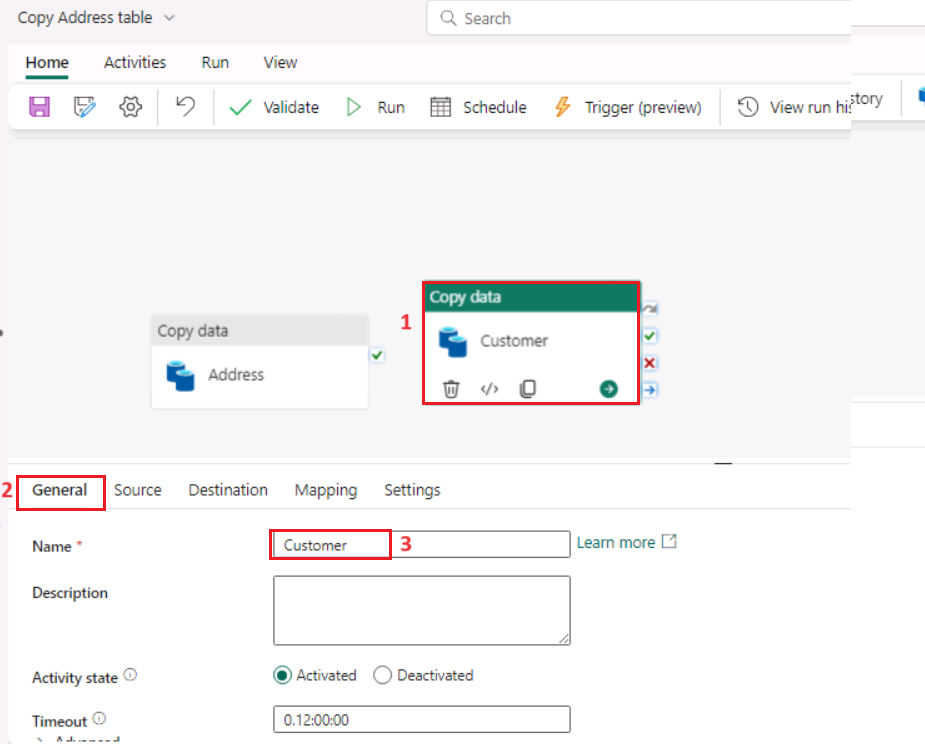 Copy Address table
Search
Home Activities Run View
Validate Run Schedule Trigger (preview) View run his
story
Copy data
1
Customer
Copy data
Address
</>
2 General Source Destination Mapping Settings
Name * Customer 3 Learn more
Description
Activity state Activated Deactivated
Timeout 0.12:00:00
Advanced